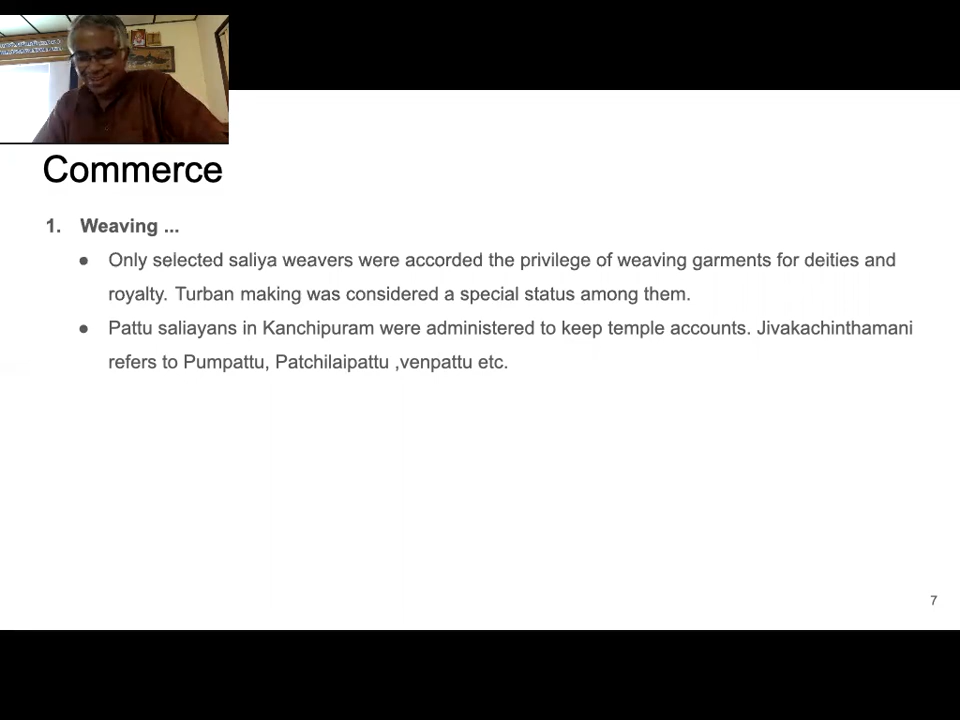 Commerce
1. Weaving ...
● Only selected saliya weavers were accorded the privilege of weaving garments for deities and
royalty. Turban making was considered a special status among them.
● Pattu saliayans in Kanchipuram were administered to keep temple accounts. Jivakachinthamani
refers to Pumpattu, Patchilaipattu ,venpattu etc.
7